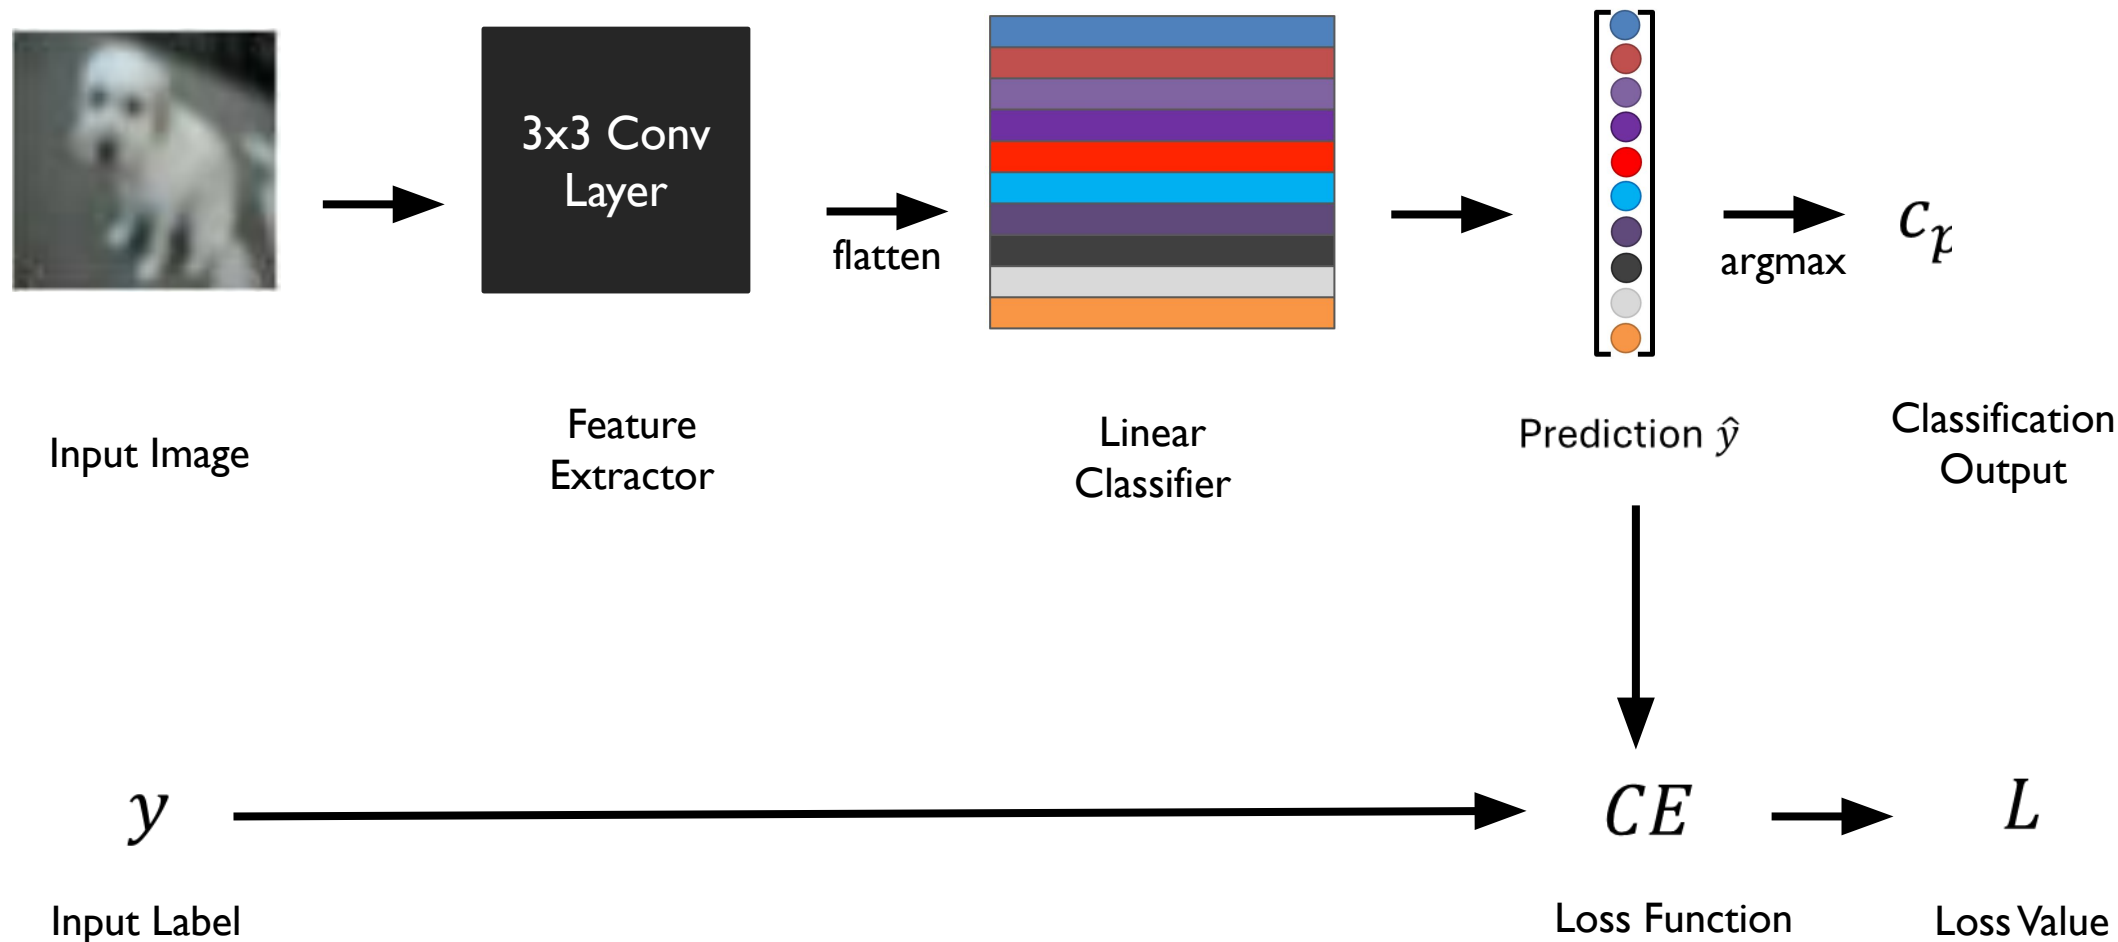 3x3 Conv
Layer
flatten
argmax
c_p
Input Image
Feature
Extractor
Linear
Classifier
Prediction ŷ
Classification
Output
y
CE
L
Input Label
Loss Function
Loss Value